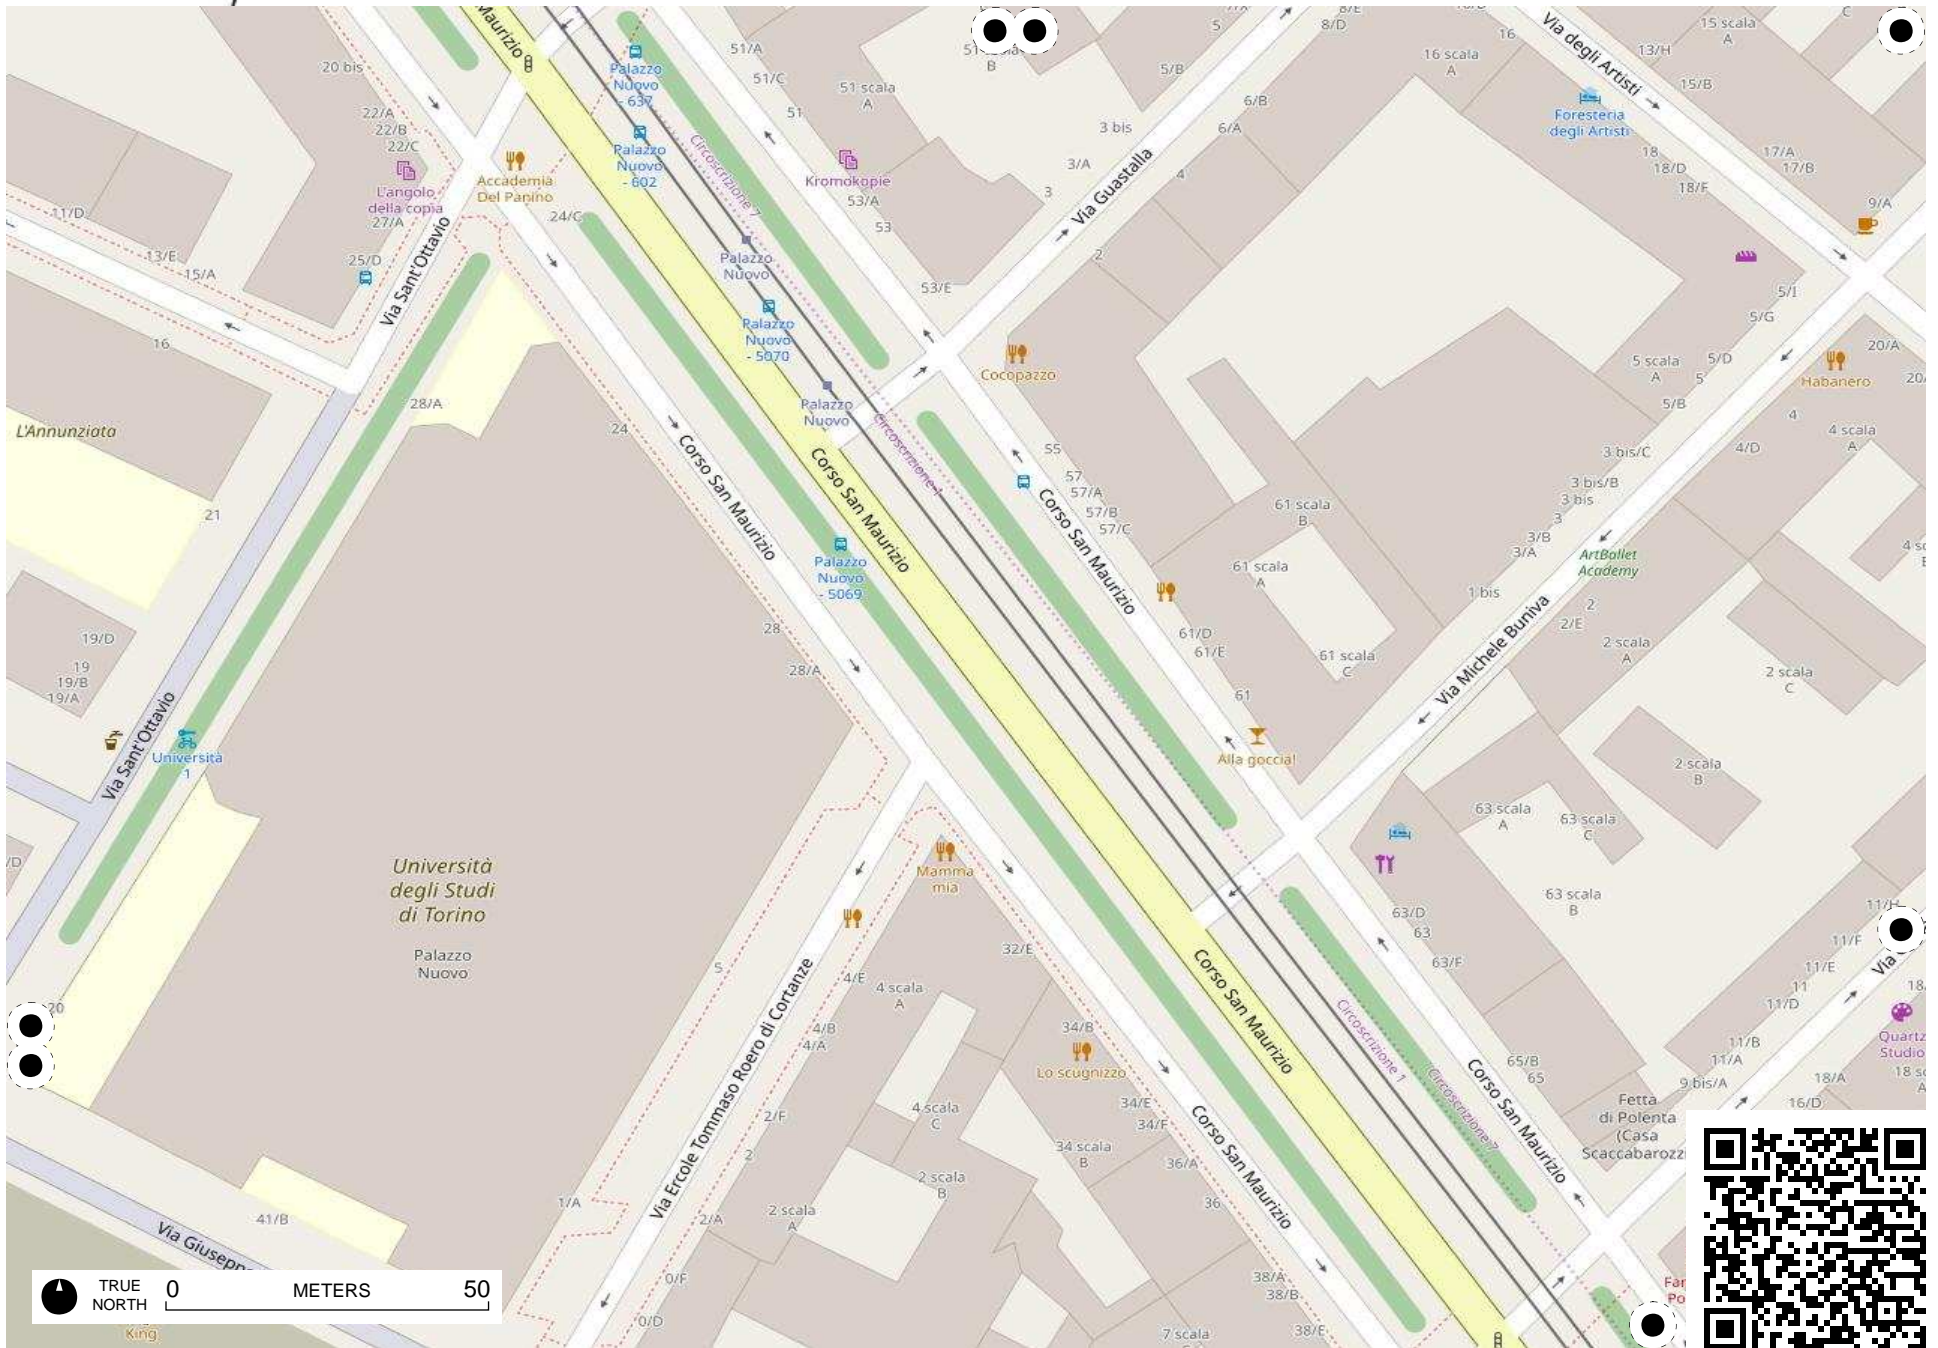 Maurizio
20 bis
22/A
22/B
22/C
L'angolo
della copia
27/A
11/D
13/E
15/A
25/D
16
Via Sant'Ottavio
Accademia
Del Panino
24/C
Palazzo
Nuovo
- 637
Palazzo
Nuovo
- 602
Circoscrizione 7
51/A
51/C
51
51 scala
A
B
Kromokopie
53/A
53
53/E
Palazzo
Nuovo
Palazzo
Nuovo
- 5070
Palazzo
Nuovo
5
8/E
8/D
5/B
6/B
6/A
3 bis
3/A
3
4
2
Via Guastalla
Cocopazzo
Via degli Artisti
16
16 scala
A
15 scala
A
C
13/H
15/B
Foresteria
degli Artisti
18
18/D
18/F
17/A
17/B
9/A
5/I
5/G
5/D
5 scala
A
5
5/B
20/A
Habanero
4
4 scala
A
4/D
3 bis/C
3 bis/B
3 bis
3
3/B
3/A
ArtBallet
Academy
1 bis
2
2/E
2 scala
A
2 scala
C
2 scala
B
Via Michele Buniva
L'Annunziata
21
28/A
24
Corso San Maurizio
Corso San Maurizio
Circoscrizione 1
55
57
57/A
57/B
57/C
Corso San Maurizio
61 scala
B
61 scala
A
61 scala
C
61/D
61/E
61
Alla goccia!
Palazzo
Nuovo
- 5069
28
28/A
19/D
19
19/B
19/A
Via Sant'Ottavio
Università
1
/D
20
Università
degli Studi
di Torino
Palazzo
Nuovo
Mamma
mia
5
4/E
4 scala
A
4/B
4/A
32/E
34/B
Lo scugnizzo
34/E
34/F
34 scala
B
36/A
36
4 scala
C
2/F
2
2 scala
B
2 scala
A
2/A
1/A
0/F
0/D
Via Ercole Tommaso Roero di Cortanze
38/A
38/B
38/E
7 scala
Corso San Maurizio
Corso San Maurizio
Circoscrizione 1
Circoscrizione 7
Corso San Maurizio
63 scala
A
63 scala
C
63 scala
B
63/D
63
63/F
65/B
65
11/F
11/E
11
11/D
11/B
11/A
9 bis/A
18/A
16/D
Quartz
Studio
Fetta
di Polenta
(Casa
Scaccabarozzi
41/B
Via Giuseppe
King
TRUE
NORTH
0
METERS
50